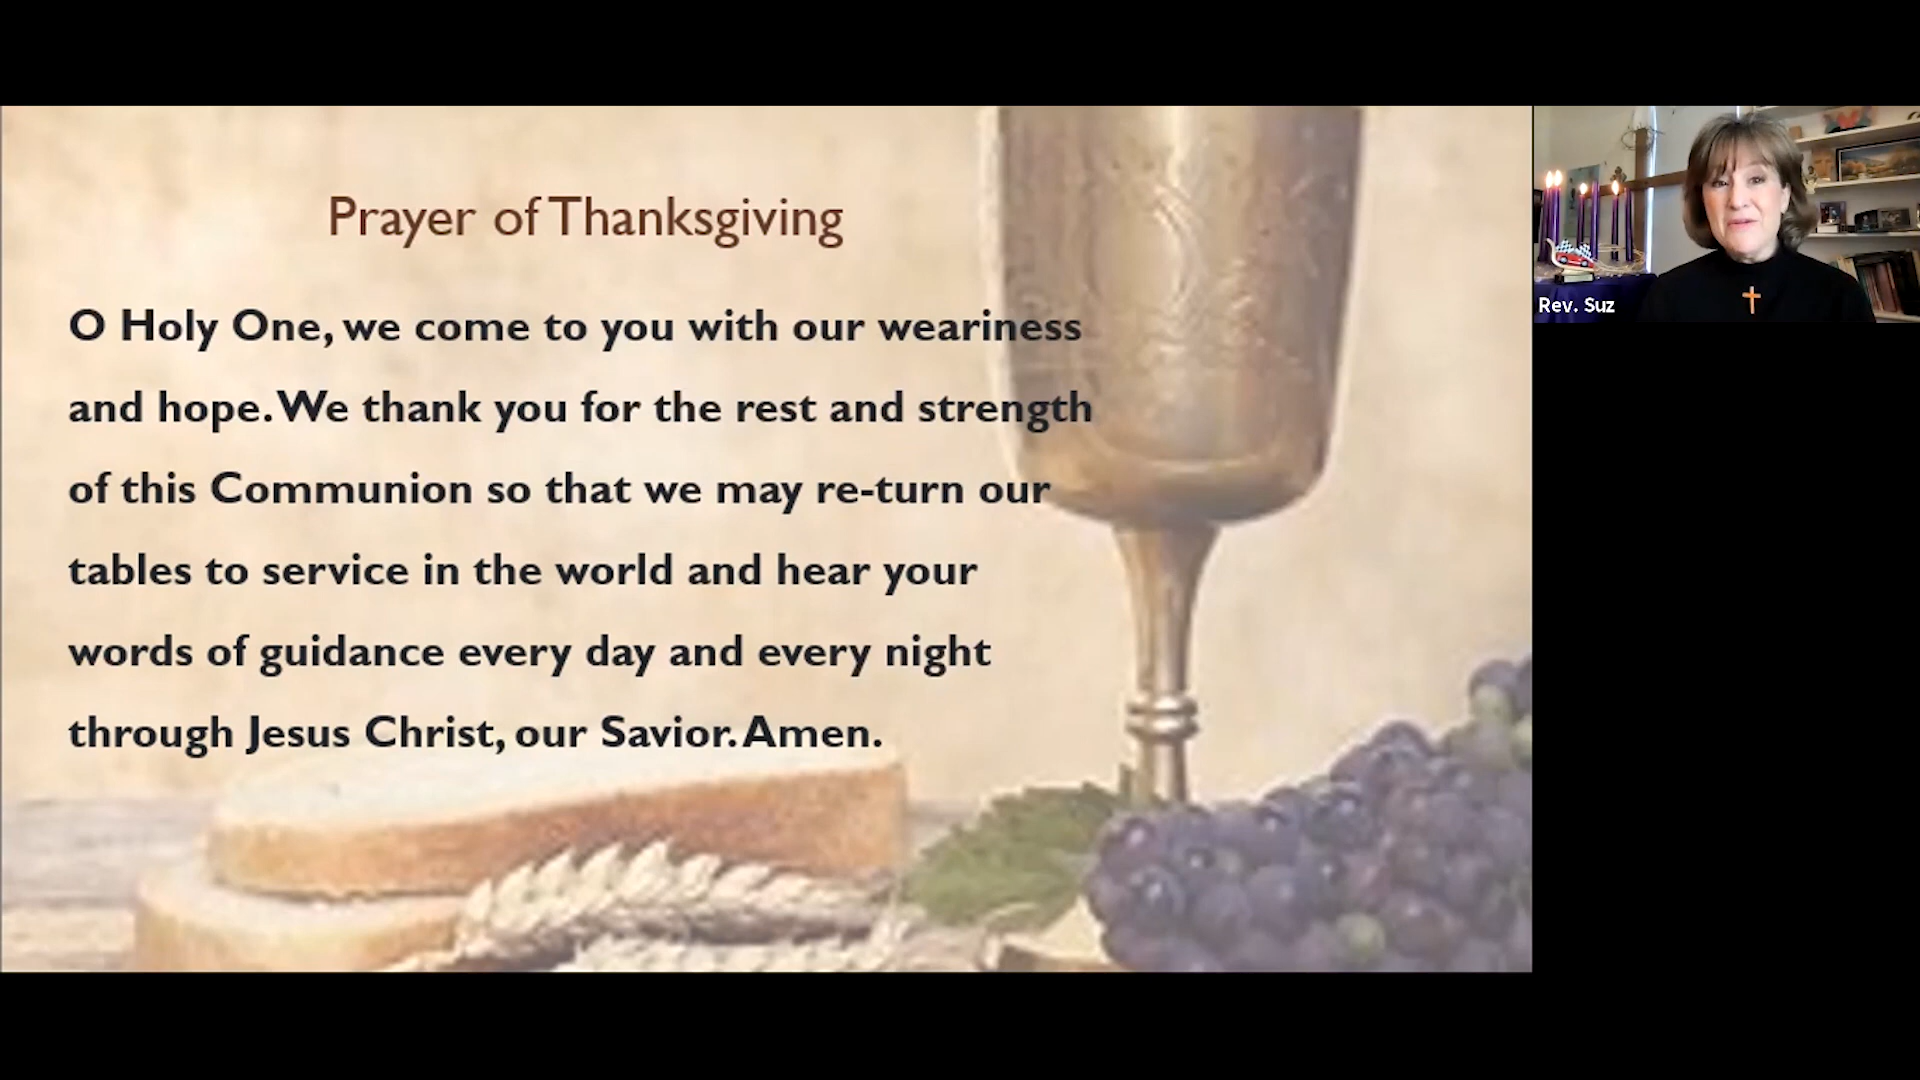 Prayer of Thanksgiving
O Holy One, we come to you with our weariness
and hope. We thank you for the rest and strength
of this Communion so that we may re-turn our
tables to service in the world and hear your
words of guidance every day and every night
through Jesus Christ, our Savior. Amen.
Rev. Suz